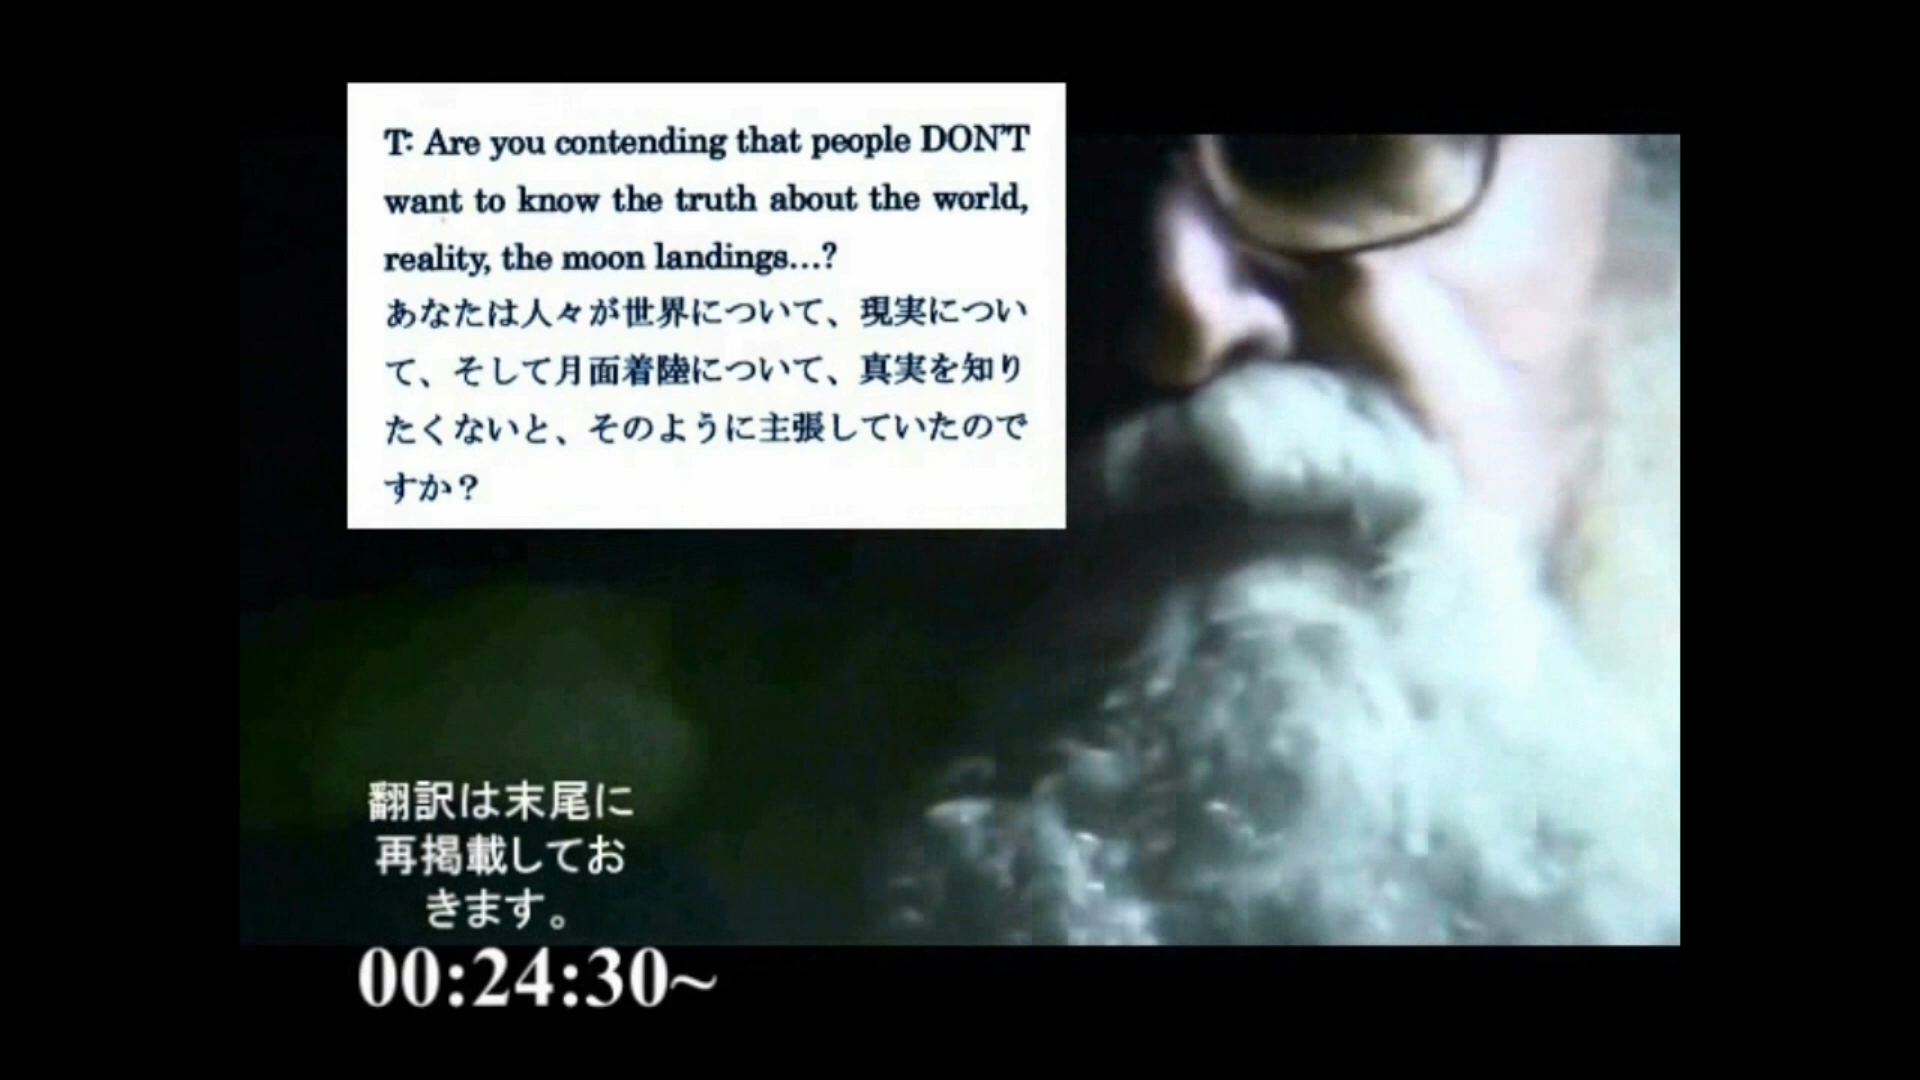 T: Are you contending that people DON'T
want to know the truth about the world,
reality, the moon landings...?
あなたは人々が世界について、現実につい
て、そして月面着陸について、真実を知り
たくないと、そのように主張していたので
すか？
翻訳は末尾に
再掲載してお
きます。
00:24:30~